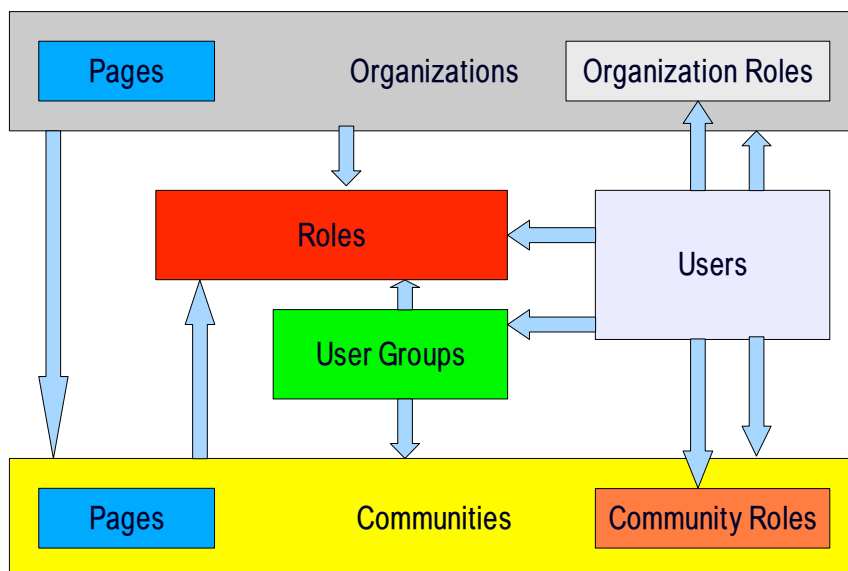 Pages
Organizations
Organization Roles
Roles
Users
User Groups
Pages
Communities
Community Roles